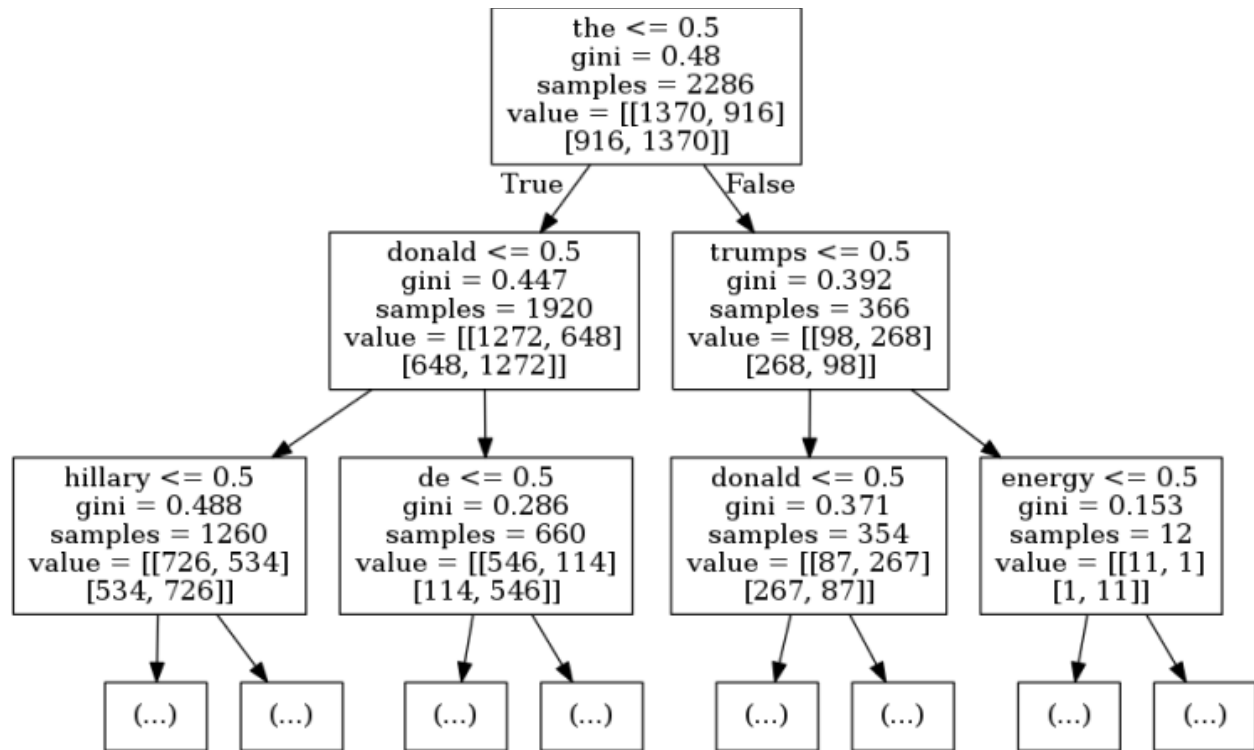 the <= 0.5
gini = 0.48
samples = 2286
value = [[1370, 916]
[916, 1370]]
True
False
donald <= 0.5
gini = 0.447
samples = 1920
value = [[1272, 648]
[648, 1272]]
trumps <= 0.5
gini = 0.392
samples = 366
value = [[98, 268]
[268, 98]]
hillary <= 0.5
gini = 0.488
samples = 1260
value = [[726, 534]
[534, 726]]
de <= 0.5
gini = 0.286
samples = 660
value = [[546, 114]
[114, 546]]
donald <= 0.5
gini = 0.371
samples = 354
value = [[87, 267]
[267, 87]]
energy <= 0.5
gini = 0.153
samples = 12
value = [[11, 1]
[1, 11]]
(...)
(...)
(...)
(...)
(...)
(...)
(...)
(...)